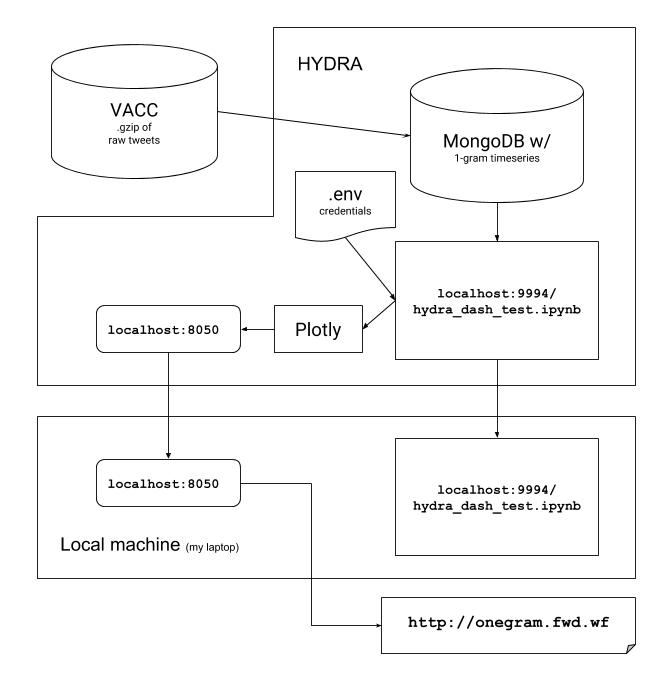 HYDRA
VACC
.gzip of
raw tweets
MongoDB w/
1-gram timeseries
.env
credentials
localhost:9994/
hydra_dash_test.ipynb
Plotly
localhost:8050
localhost:8050
localhost:9994/
hydra_dash_test.ipynb
Local machine (my laptop)
http://onegram.fwd.wf